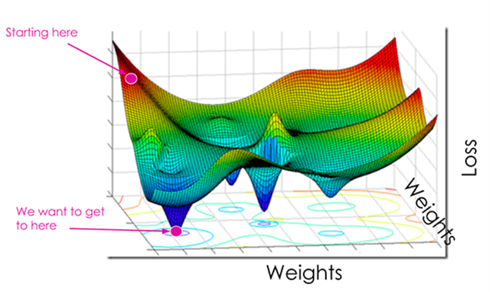 Starting here
We want to get
to here
Loss
Weights
Weights